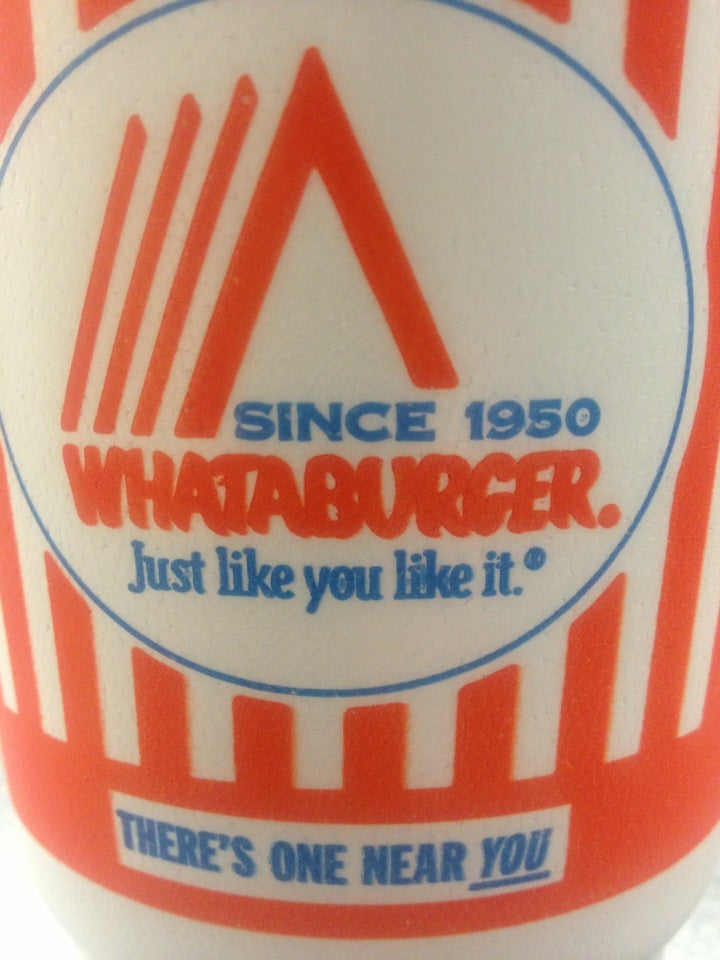 SINCE 1950
WHATABURGER.
Just like you like it.®
THERE'S ONE NEAR YOU